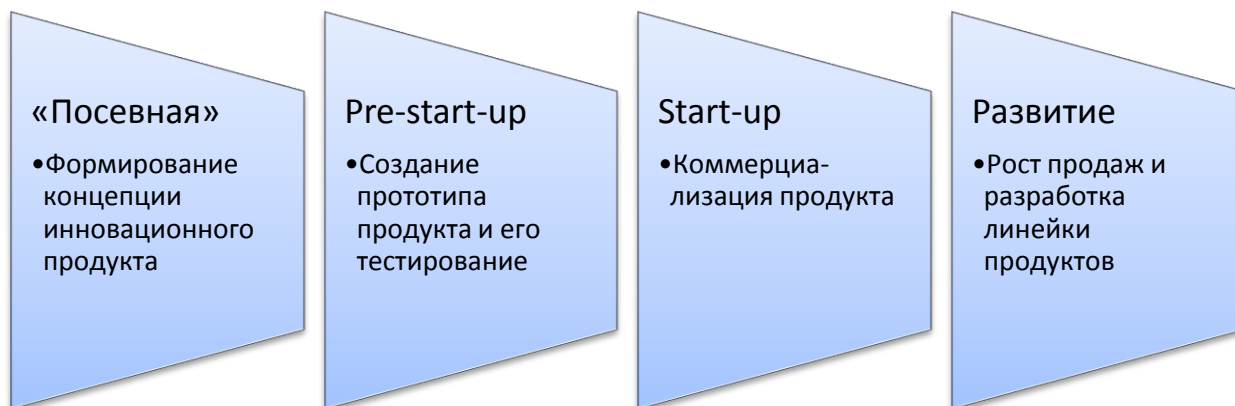 «Посевная»
•Формирование
концепции
инновационного
продукта
Pre-start-up
•Создание
прототипа
продукта и его
тестирование
Start-up
•Коммерциа-
лизация продукта
Развитие
•Рост продаж и
разработка
линейки
продуктов